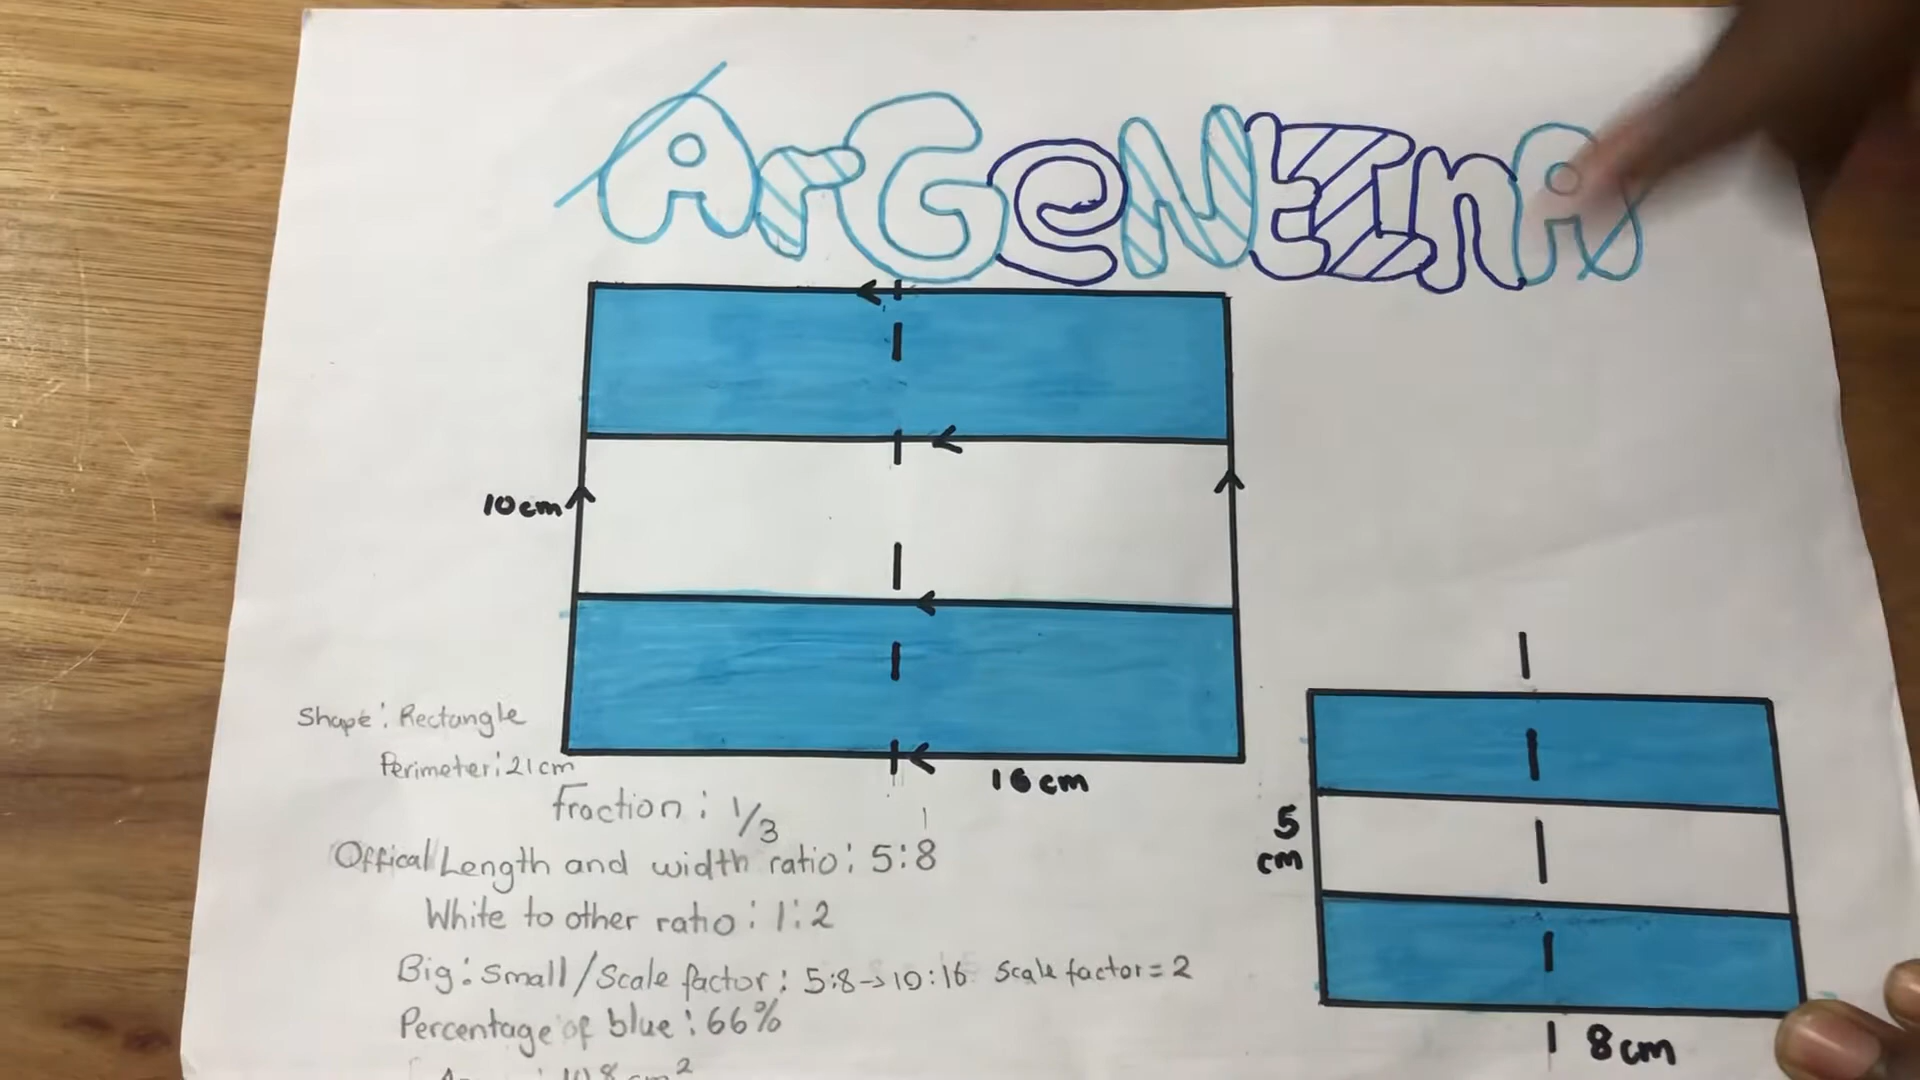 ArGeNtInA
10cm
16cm
Shape: Rectangle
Perimeter: 21cm
Fraction: 1/3
Offical Length and width ratio: 5:8
White to other ratio: 1:2
Big: Small/Scale factor: 5:8→10:16 Scale factor = 2
Percentage of blue: 66%
5
cm
8cm